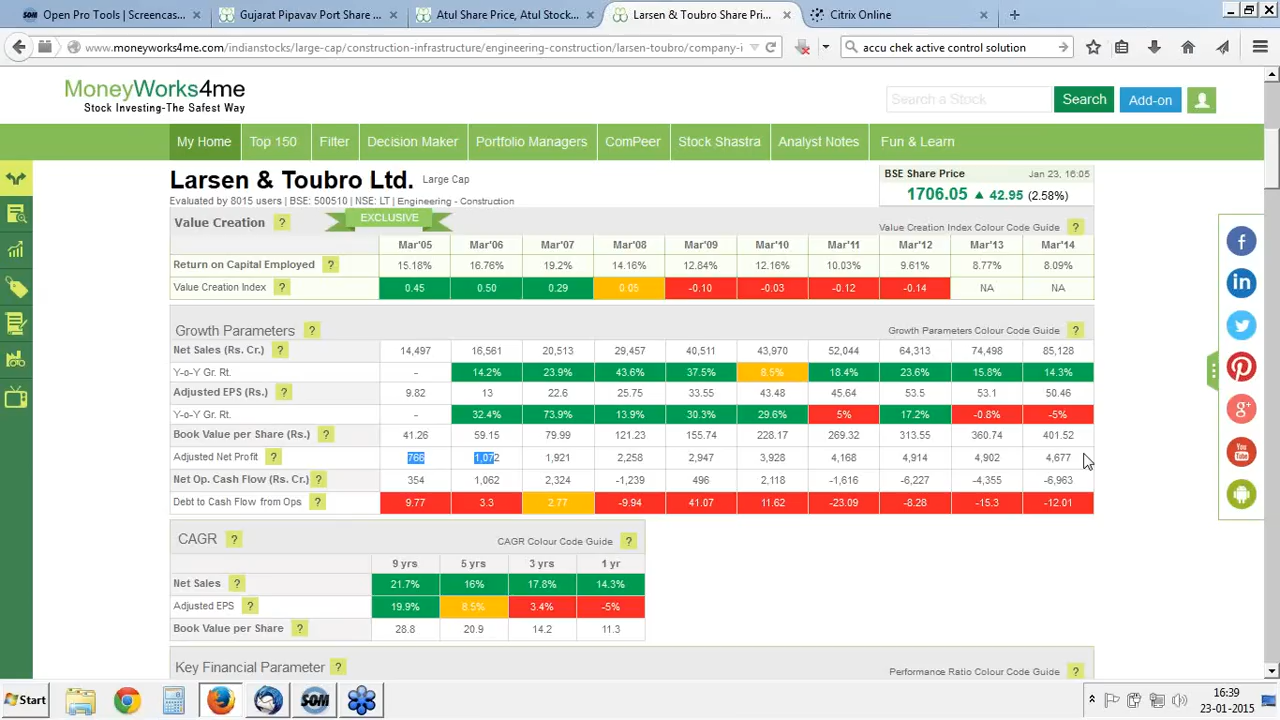 SOM Open Pro Tools | Screencas... ×
Gujarat Pipavav Port Share ... ×
Atul Share Price, Atul Stock... ×
Larsen & Toubro Share Pri... ×
Citrix Online ×
www.moneyworks4me.com/indianstocks/large-cap/construction-infrastructure/engineering-construction/larsen-toubro/company-i
accu chek active control solution
MoneyWorks4me
Stock Investing-The Safest Way
Search a Stock
Search
Add-on
My Home Top 150 Filter Decision Maker Portfolio Managers ComPeer Stock Shastra Analyst Notes Fun & Learn
Larsen & Toubro Ltd. Large Cap
BSE Share Price Jan 23, 16:05
1706.05 ▲ 42.95 (2.58%)
Evaluated by 8015 users | BSE: 500510 | NSE: LT | Engineering - Construction
Value Creation ? EXCLUSIVE Value Creation Index Colour Code Guide ?
Mar'05 Mar'06 Mar'07 Mar'08 Mar'09 Mar'10 Mar'11 Mar'12 Mar'13 Mar'14
Return on Capital Employed ? 15.18% 16.76% 19.2% 14.16% 12.84% 12.16% 10.03% 9.61% 8.77% 8.09%
Value Creation Index ? 0.45 0.50 0.29 0.05 -0.10 -0.03 -0.12 -0.14 NA NA
Growth Parameters ? Growth Parameters Colour Code Guide ?
Net Sales (Rs. Cr.) ? 14,497 16,561 20,513 29,457 40,511 43,970 52,044 64,313 74,498 85,128
Y-o-Y Gr. Rt. - 14.2% 23.9% 43.6% 37.5% 8.5% 18.4% 23.6% 15.8% 14.3%
Adjusted EPS (Rs.) ? 9.82 13 22.6 25.75 33.55 43.48 45.64 53.5 53.1 50.46
Y-o-Y Gr. Rt. - 32.4% 73.9% 13.9% 30.3% 29.6% 5% 17.2% -0.8% -5%
Book Value per Share (Rs.) ? 41.26 59.15 79.99 121.23 155.74 228.17 269.32 313.55 360.74 401.52
Adjusted Net Profit ? 766 1,072 1,921 2,258 2,947 3,928 4,168 4,914 4,902 4,677
Net Op. Cash Flow (Rs. Cr.) ? 354 1,062 2,324 -1,239 496 2,118 -1,616 -6,227 -4,355 -6,963
Debt to Cash Flow from Ops ? 9.77 3.3 2.77 -9.94 41.07 11.62 -23.09 -8.28 -15.3 -12.01
CAGR ? CAGR Colour Code Guide ?
9 yrs 5 yrs 3 yrs 1 yr
Net Sales ? 21.7% 16% 17.8% 14.3%
Adjusted EPS ? 19.9% 8.5% 3.4% -5%
Book Value per Share ? 28.8 20.9 14.2 11.3
Key Financial Parameter ? Performance Ratio Colour Code Guide ?
Start
SOM
16:39
23-01-2015